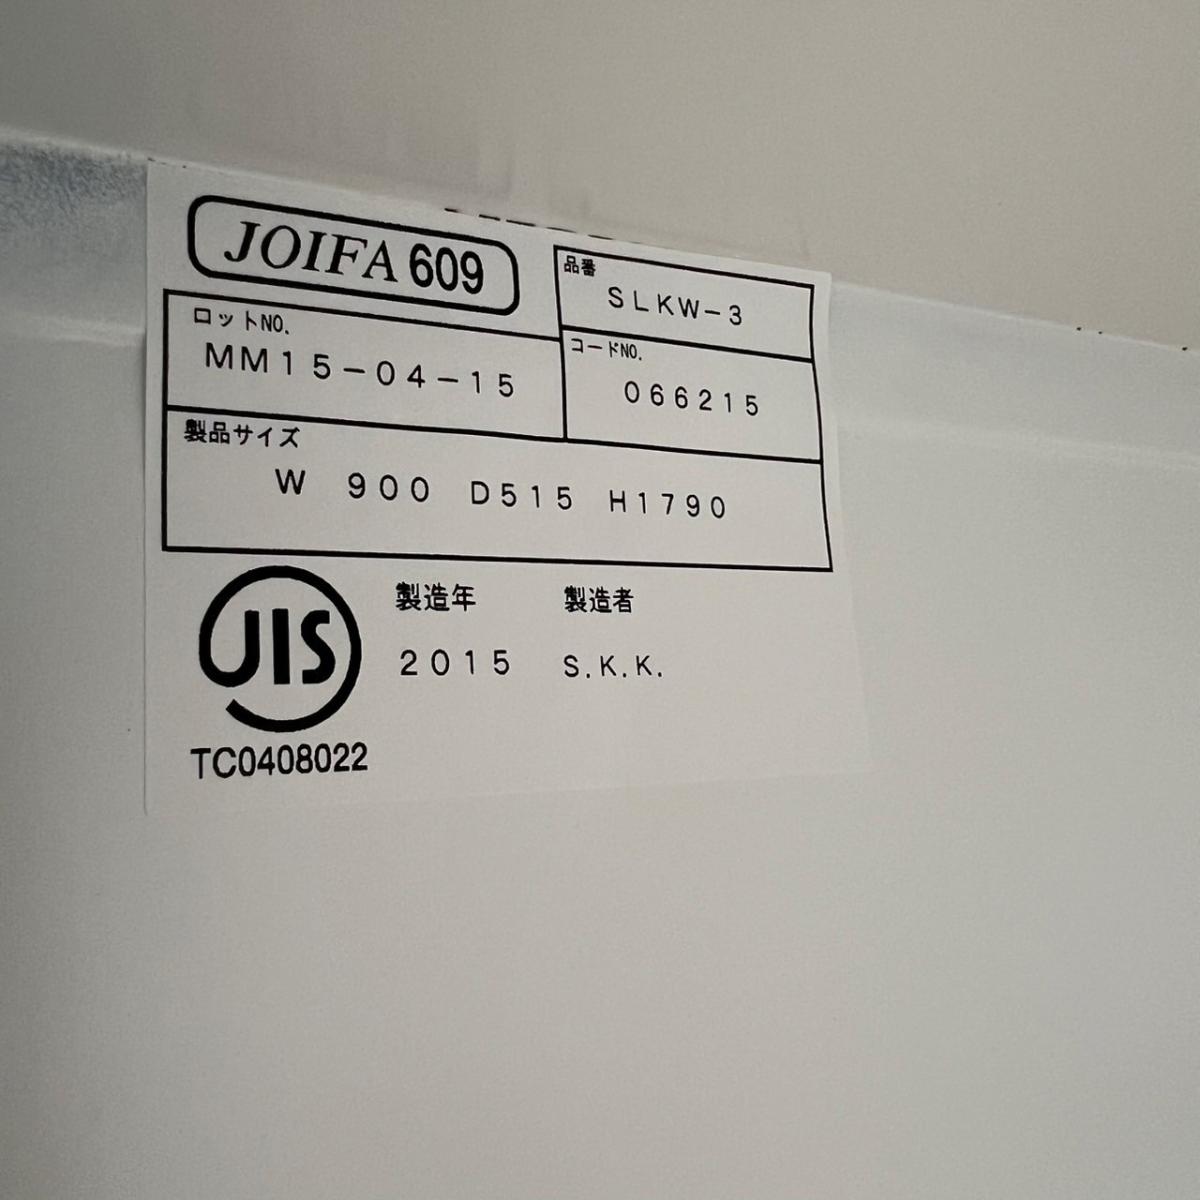 JOIFA 609
品番
SLKW-3
ロットNO.
MM15-04-15
コードNO.
066215
製品サイズ
W 900 D515 H1790
JIS
製造年 製造者
2015 S.K.K.
TC0408022